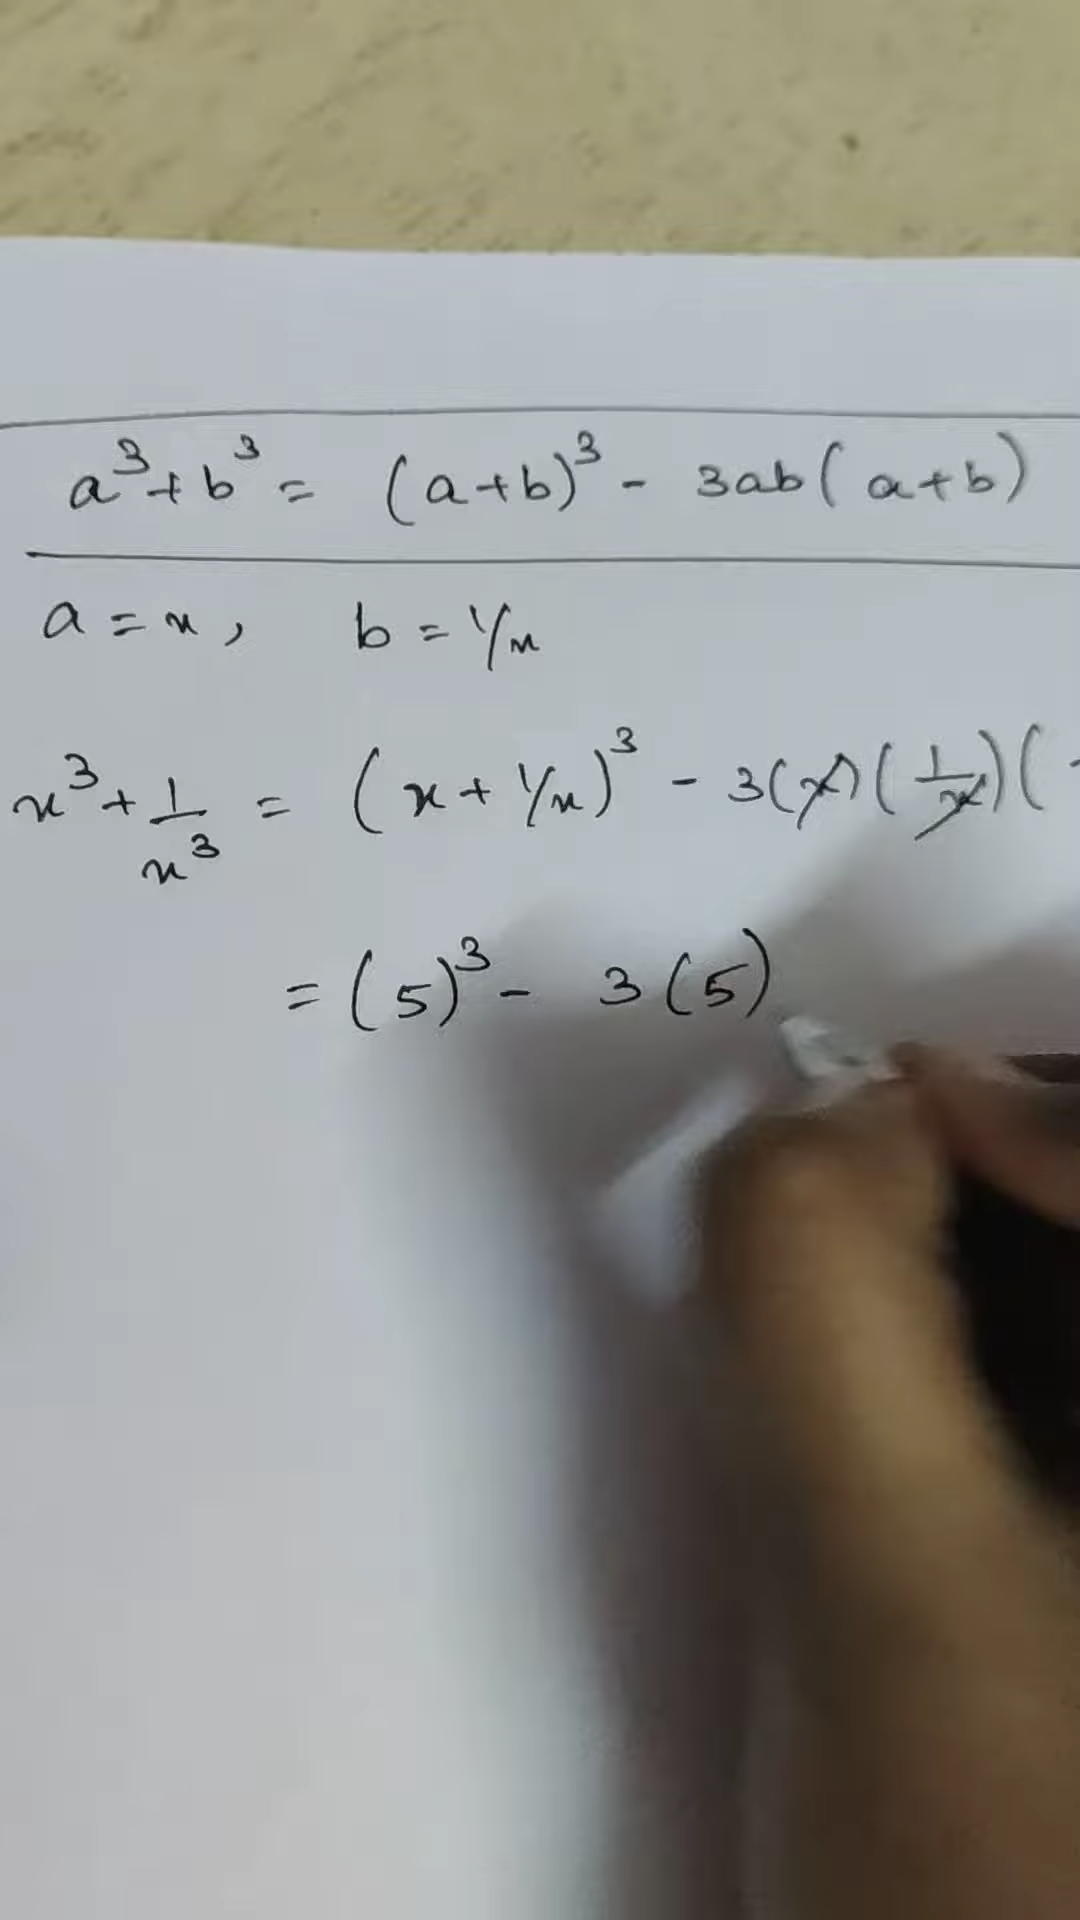 a³+b³ = (a+b)³ - 3ab(a+b)
a = x, b = 1/x
x³+1/x³ = (x+1/x)³ - 3(x)(1/x)(
= (5)³ - 3(5)